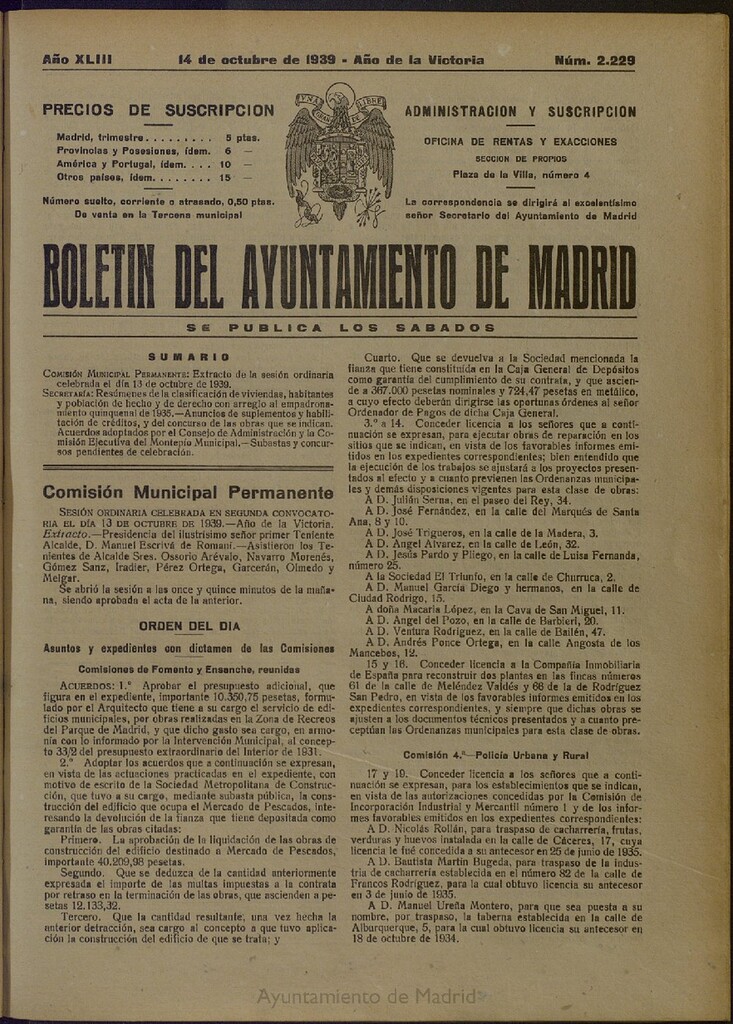 Año XLIII 14 de octubre de 1939 - Año de la Victoria Núm. 2.229
PRECIOS DE SUSCRIPCION
Madrid, trimestre. . . . . . . . . 5 ptas.
Provincias y Posesiones, ídem. 6 —
América y Portugal, ídem. . . . 10 —
Otros países, ídem. . . . . . . . 15 —
Número suelto, corriente o atrasado, 0,50 ptas.
De venta en la Tercena municipal
VNA GRANDE LIBRE
ADMINISTRACION Y SUSCRIPCION
OFICINA DE RENTAS Y EXACCIONES
SECCION DE PROPIOS
Plaza de la Villa, número 4
La correspondencia se dirigirá al excelentísimo
señor Secretario del Ayuntamiento de Madrid
BOLETIN DEL AYUNTAMIENTO DE MADRID
SE PUBLICA LOS SABADOS
SUMARIO
COMISIÓN MUNICIPAL PERMANENTE: Extracto de la sesión ordinaria
celebrada el día 13 de octubre de 1939.
SECRETARÍA: Resúmenes de la clasificación de viviendas, habitantes
y población de hecho y de derecho con arreglo al empadrona-
miento quinquenal de 1935.—Anuncios de suplementos y habili-
tación de créditos, y del concurso de las obras que se indican.
Acuerdos adoptados por el Consejo de Administración y la Co-
misión Ejecutiva del Montepío Municipal.—Subastas y concur-
sos pendientes de celebración.
Comisión Municipal Permanente
SESIÓN ORDINARIA CELEBRADA EN SEGUNDA CONVOCATO-
RIA EL DÍA 13 DE OCTUBRE DE 1939.—Año de la Victoria.
Extracto.—Presidencia del ilustrísimo señor primer Teniente
Alcalde, D. Manuel Escrivá de Romaní.—Asistieron los Te-
nientes de Alcalde Sres. Ossorio Arévalo, Navarro Morenés,
Gómez Sanz, Iradier, Pérez Ortega, Garcerán, Olmedo y
Melgar.
Se abrió la sesión a las once y quince minutos de la maña-
na, siendo aprobada el acta de la anterior.
ORDEN DEL DIA
Asuntos y expedientes con dictamen de las Comisiones
Comisiones de Fomento y Ensanche, reunidas
ACUERDOS: 1.º Aprobar el presupuesto adicional, que
figura en el expediente, importante 10.350,75 pesetas, formu-
lado por el Arquitecto que tiene a su cargo el servicio de edi-
ficios municipales, por obras realizadas en la Zona de Recreos
del Parque de Madrid, y que dicho gasto sea cargo, en armo-
nía con lo informado por la Intervención Municipal, al concep-
to 33/2 del presupuesto extraordinario del Interior de 1931.
2.º Adoptar los acuerdos que a continuación se expresan,
en vista de las actuaciones practicadas en el expediente, con
motivo de escrito de la Sociedad Metropolitana de Construc-
ción, que tuvo a su cargo, mediante subasta pública, la cons-
trucción del edificio que ocupa el Mercado de Pescados, inte-
resando la devolución de la fianza que tiene depositada como
garantía de las obras citadas:
Primero. La aprobación de la liquidación de las obras de
construcción del edificio destinado a Mercado de Pescados,
importante 40.209,98 pesetas.
Segundo. Que se deduzca de la cantidad anteriormente
expresada el importe de las multas impuestas a la contrata
por retraso en la terminación de las obras, que ascienden a pe-
setas 12.133,32.
Tercero. Que la cantidad resultante, una vez hecha la
anterior detracción, sea cargo al concepto a que tuvo aplica-
ción la construcción del edificio de que se trata; y
Cuarto. Que se devuelva a la Sociedad mencionada la
fianza que tiene constituída en la Caja General de Depósitos
como garantía del cumplimiento de su contrata, y que ascien-
de a 367.000 pesetas nominales y 724,47 pesetas en metálico,
a cuyo efecto deberán dirigirse las oportunas órdenes al señor
Ordenador de Pagos de dicha Caja General.
3.º a 14. Conceder licencia a los señores que a conti-
nuación se expresan, para ejecutar obras de reparación en los
sitios que se indican, en vista de los favorables informes emi-
tidos en los expedientes correspondientes; bien entendido que
la ejecución de los trabajos se ajustará a los proyectos presen-
tados al efecto y a cuanto previenen las Ordenanzas municipa-
les y demás disposiciones vigentes para esta clase de obras:
A D. Julián Serna, en el paseo del Rey, 34.
A D. José Fernández, en la calle del Marqués de Santa
Ana, 8 y 10.
A D. José Trigueros, en la calle de la Madera, 3.
A D. Angel Alvarez, en la calle de León, 32.
A D. Jesús Pardo y Pliego, en la calle de Luisa Fernanda,
número 25.
A la Sociedad El Triunfo, en la calle de Churruca, 2.
A D. Manuel García Diego y hermanos, en la calle de
Ciudad Rodrigo, 15.
A doña Macaria López, en la Cava de San Miguel, 11.
A D. Angel del Pozo, en la calle de Barbieri, 20.
A D. Ventura Rodríguez, en la calle de Bailén, 47.
A D. Andrés Ponce Ortega, en la calle Angosta de los
Mancebos, 12.
15 y 16. Conceder licencia a la Compañía Inmobiliaria
de España para reconstruir dos plantas en las fincas números
61 de la calle de Meléndez Valdés y 68 de la de Rodríguez
San Pedro, en vista de los favorables informes emitidos en los
expedientes correspondientes, y siempre que dichas obras se
ajusten a los documentos técnicos presentados y a cuanto pre-
ceptúan las Ordenanzas municipales para esta clase de obras.
Comisión 4.ª—Policía Urbana y Rural
17 y 19. Conceder licencia a los señores que a conti-
nuación se expresan, para los establecimientos que se indican,
en vista de las autorizaciones concedidas por la Comisión de
Incorporación Industrial y Mercantil número 1 y de los infor-
mes favorables emitidos en los expedientes correspondientes:
A D. Nicolás Rollán, para traspaso de cacharrería, frutas,
verduras y huevos instalada en la calle de Cáceres, 17, cuya
licencia le fué concedida a su antecesor en 25 de junio de 1935.
A D. Bautista Martín Bugeda, para traspaso de la indus-
tria de cacharrería establecida en el número 82 de la calle de
Francos Rodríguez, para la cual obtuvo licencia su antecesor
en 3 de junio de 1935.
A D. Manuel Ureña Montero, para que sea puesta a su
nombre, por traspaso, la taberna establecida en la calle de
Alburquerque, 5, para la cual obtuvo licencia su antecesor en
18 de octubre de 1934.
Ayuntamiento de Madrid